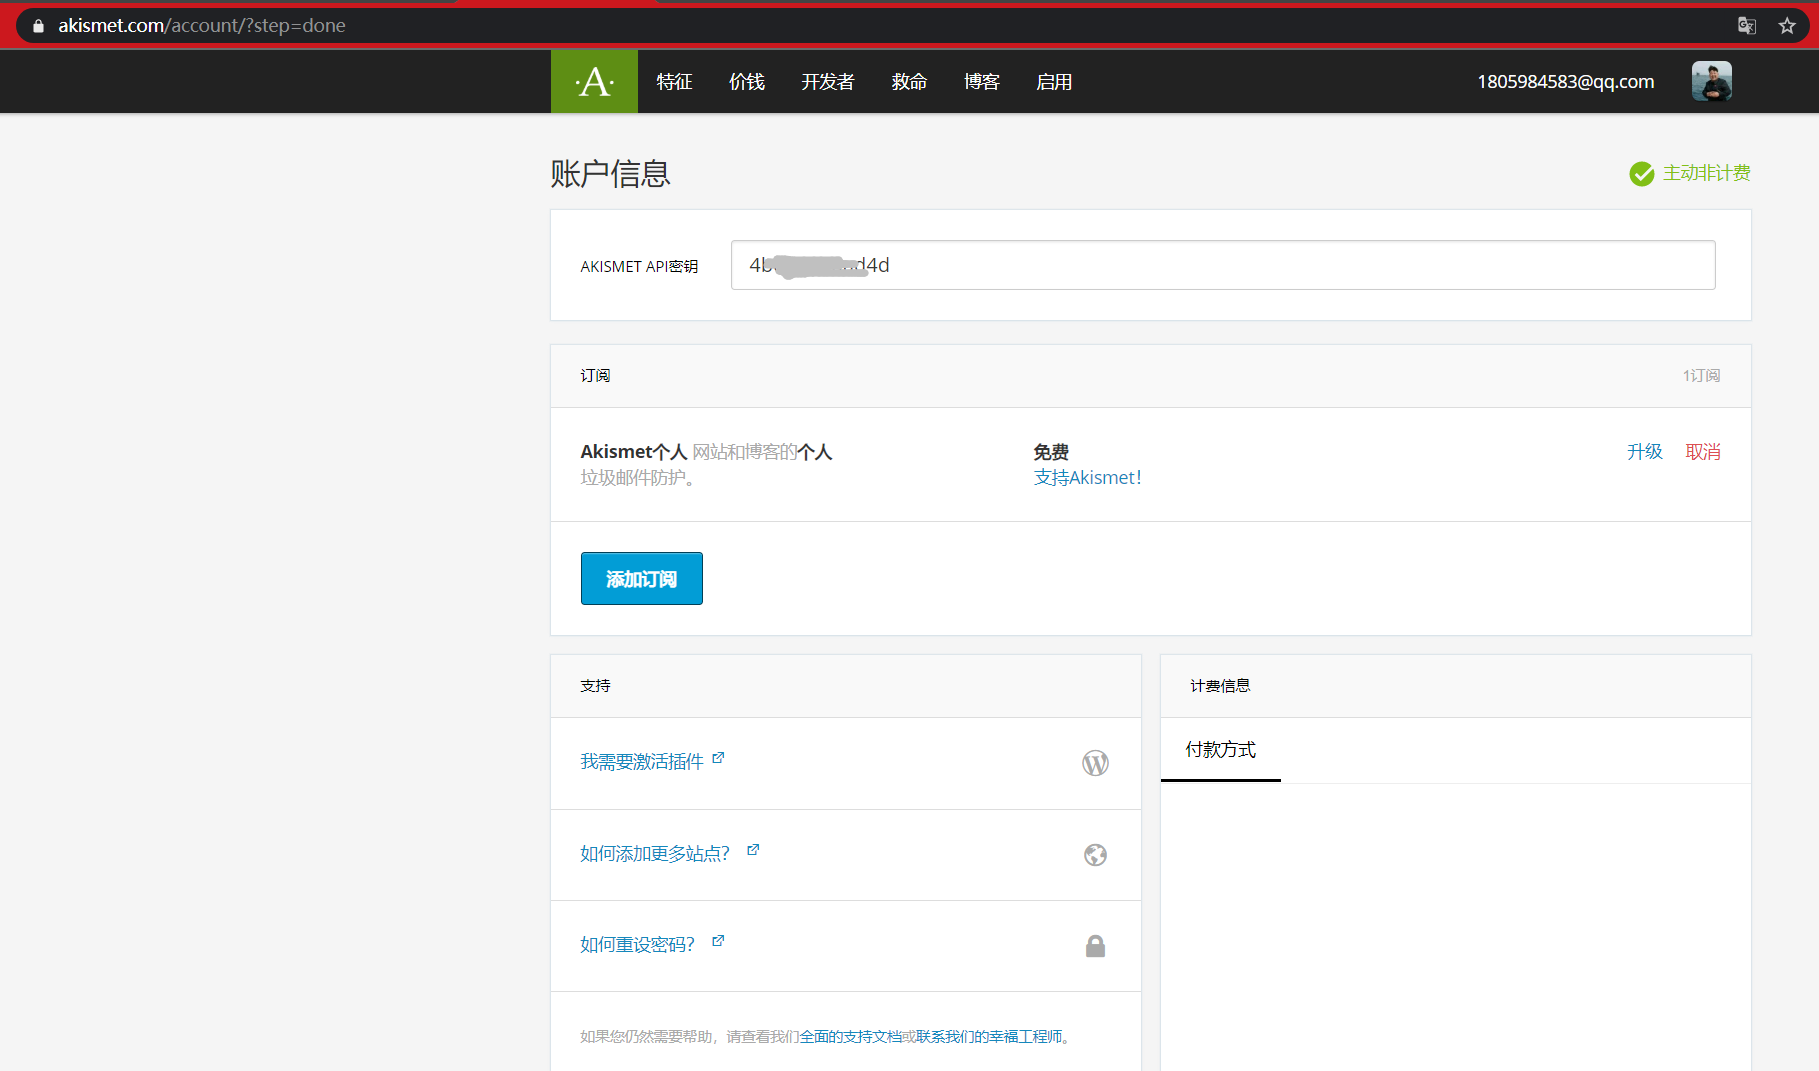 akismet.com/account/?step=done
·A· 特征 价钱 开发者 救命 博客 启用 1805984583@qq.com
账户信息 主动非计费
AKISMET API密钥 4b d4d
订阅 1订阅
Akismet个人 网站和博客的个人 免费 升级 取消
垃圾邮件防护。 支持Akismet!
添加订阅
支持
我需要激活插件
如何添加更多站点?
如何重设密码?
如果您仍然需要帮助，请查看我们全面的支持文档或联系我们的幸福工程师。
计费信息
付款方式